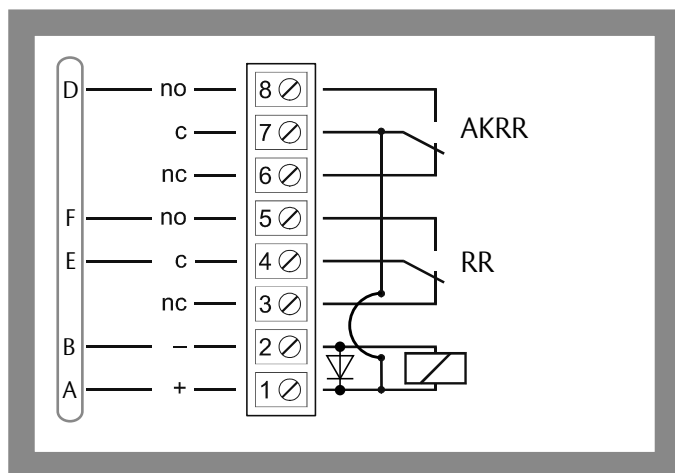 D no 8
c 7 AKRR
nc 6
F no 5
E c 4 RR
nc 3
B – 2
A + 1